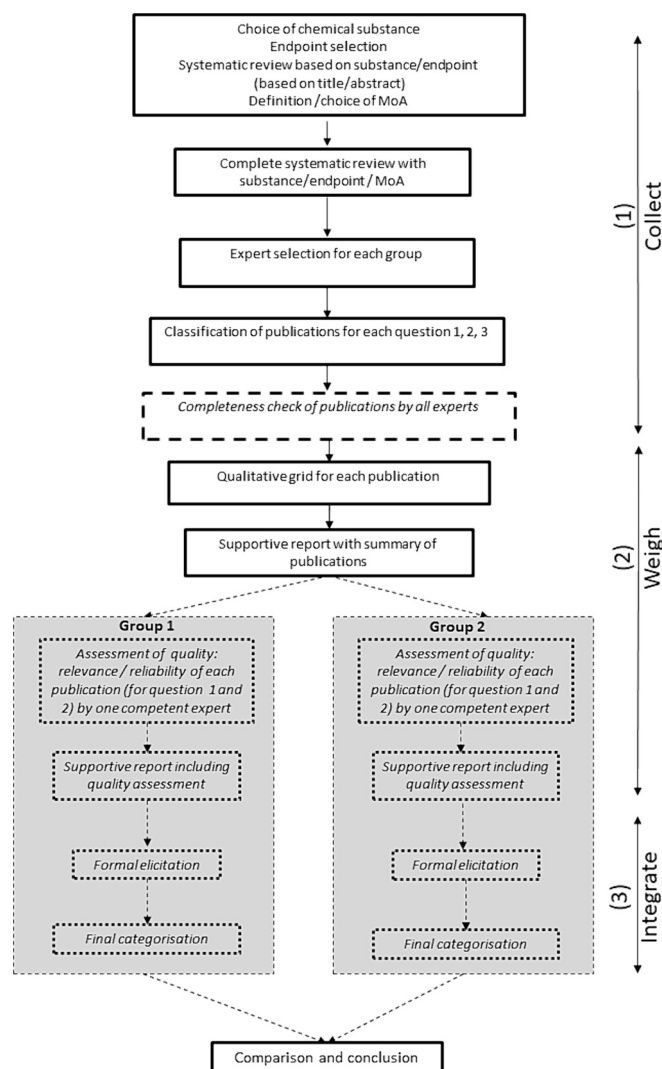 Choice of chemical substance
Endpoint selection
Systematic review based on substance/endpoint
(based on title/abstract)
Definition /choice of MoA
Complete systematic review with
substance/endpoint/ MoA
Expert selection for each group
Classification of publications for each question 1, 2, 3
Completeness check of publications by all experts
(1)
Collect
Qualitative grid for each publication
Supportive report with summary of
publications
(2)
Weigh
Group 1
Assessment of quality:
relevance / reliability of each
publication (for question 1 and
2) by one competent expert
Supportive report including
quality assessment
Formal elicitation
Final categorisation
Group 2
Assessment of quality:
relevance / reliability of each
publication (for question 1 and
2) by one competent expert
Supportive report including
quality assessment
Formal elicitation
Final categorisation
(3)
Integrate
Comparison and conclusion